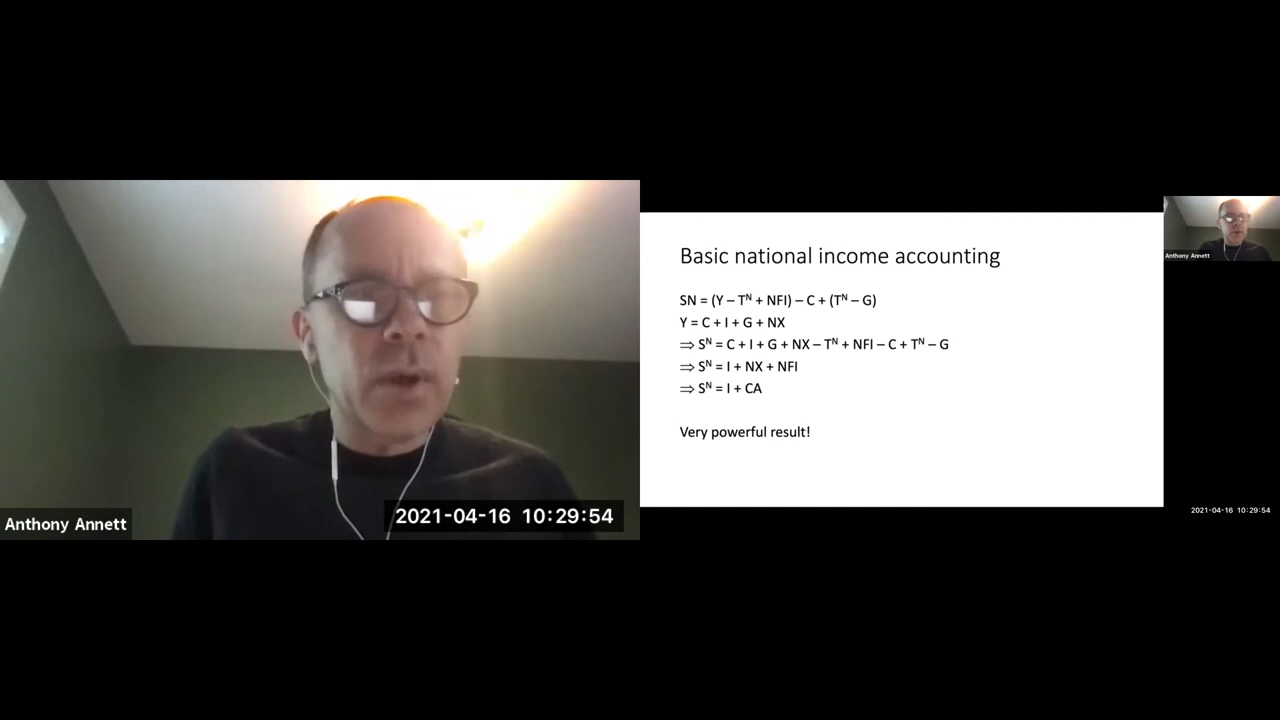 Anthony Annett
2021-04-16 10:29:54
Basic national income accounting
SN = (Y – Tᴺ + NFI) – C + (Tᴺ – G)
Y = C + I + G + NX
⇒ Sᴺ = C + I + G + NX – Tᴺ + NFI – C + Tᴺ – G
⇒ Sᴺ = I + NX + NFI
⇒ Sᴺ = I + CA
Very powerful result!
Anthony Annett
2021-04-16 10:29:54